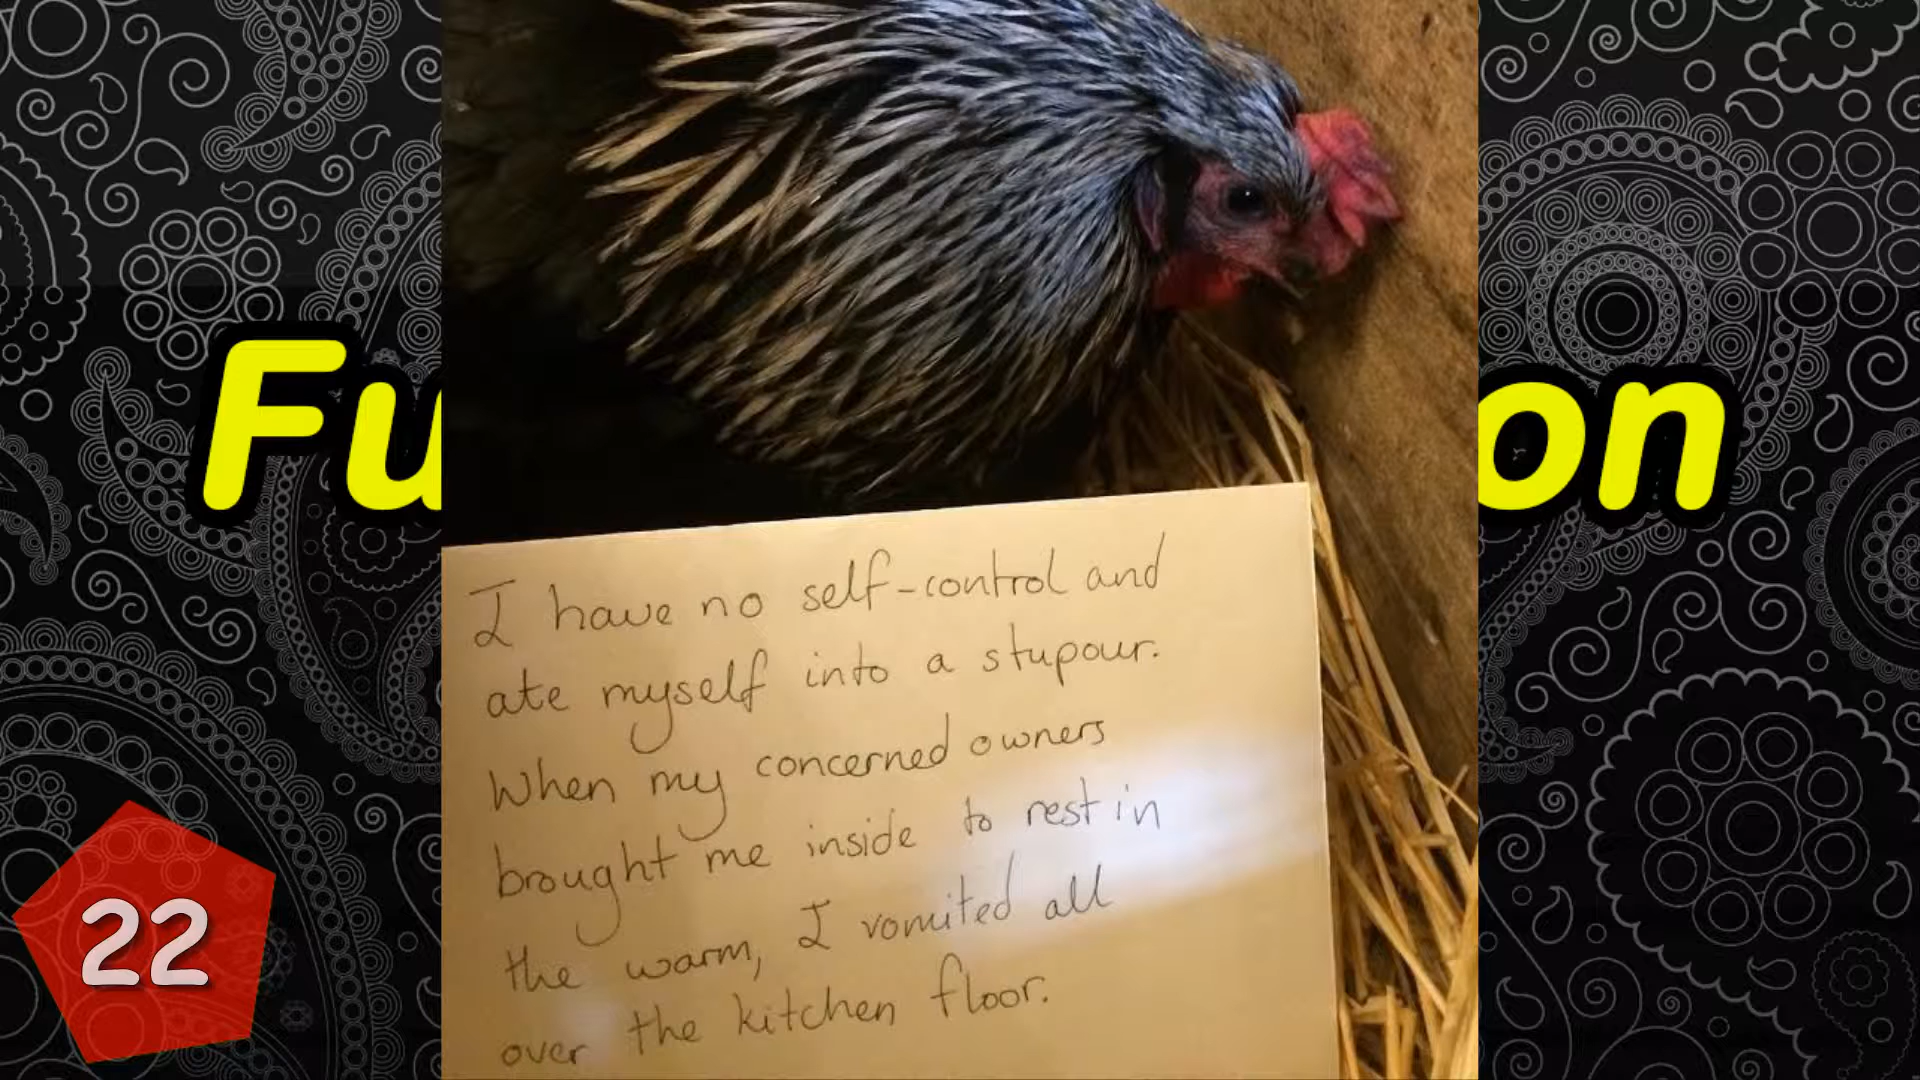 Fu
on
I have no self-control and
ate myself into a stupour.
When my concerned owners
brought me inside to rest in
the warm, I vomited all
over the kitchen floor.
22